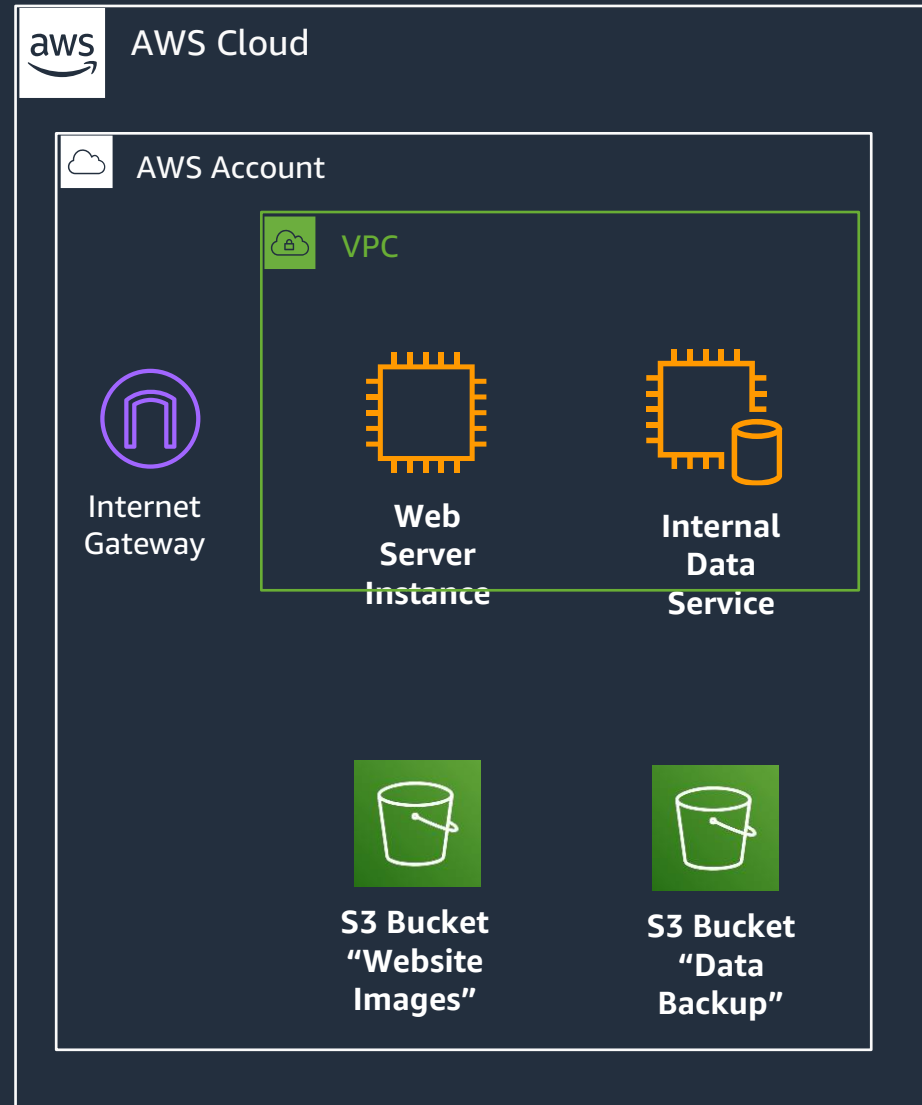 aws
AWS Cloud
AWS Account
VPC
Internet
Gateway
Web
Server
Instance
Internal
Data
Service
S3 Bucket
“Website
Images”
S3 Bucket
“Data
Backup”